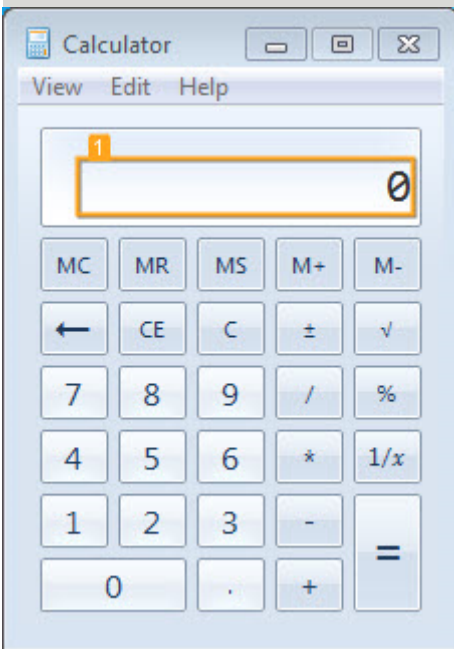 Calculator
View Edit Help
1
0
MC MR MS M+ M-
← CE C ± √
7 8 9 / %
4 5 6 * 1/x
1 2 3 - =
0 . +